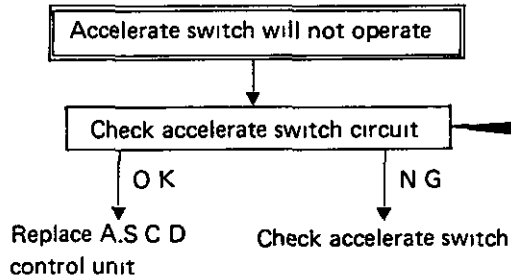 Accelerate switch will not operate
Check accelerate switch circuit
O K
N G
Replace A.S C D
control unit
Check accelerate switch